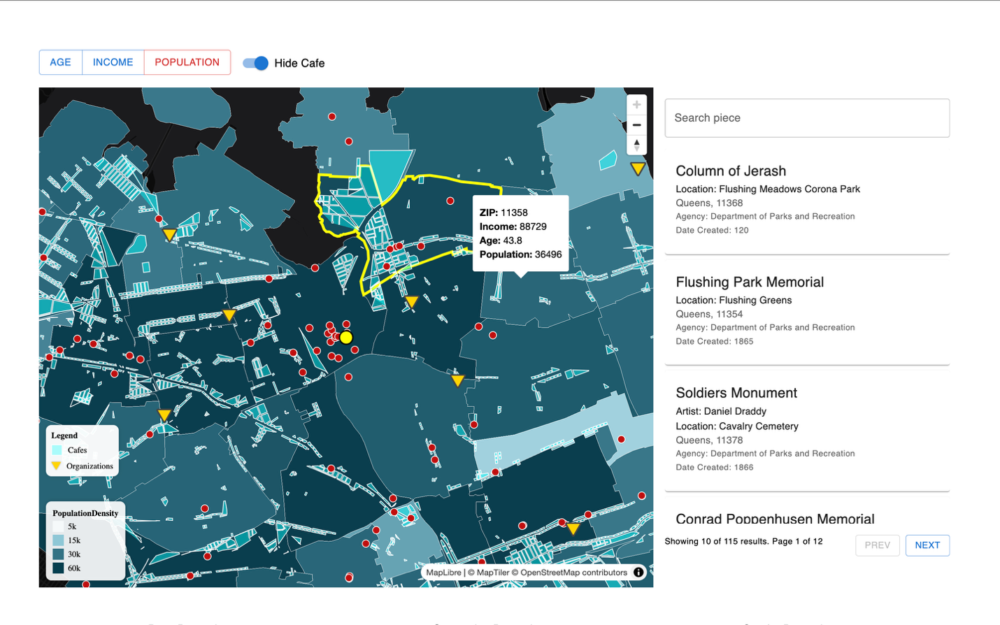 AGE INCOME POPULATION Hide Cafe
ZIP: 11358
Income: 88729
Age: 43.8
Population: 36496
Legend
Cafes
Organizations
PopulationDensity
5k
15k
30k
60k
MapLibre | © MapTiler © OpenStreetMap contributors
Search piece
Column of Jerash
Location: Flushing Meadows Corona Park
Queens, 11368
Agency: Department of Parks and Recreation
Date Created: 120
Flushing Park Memorial
Location: Flushing Greens
Queens, 11354
Agency: Department of Parks and Recreation
Date Created: 1865
Soldiers Monument
Artist: Daniel Draddy
Location: Cavalry Cemetery
Queens, 11378
Agency: Department of Parks and Recreation
Date Created: 1866
Conrad Poppenhusen Memorial
Showing 10 of 115 results. Page 1 of 12
PREV NEXT